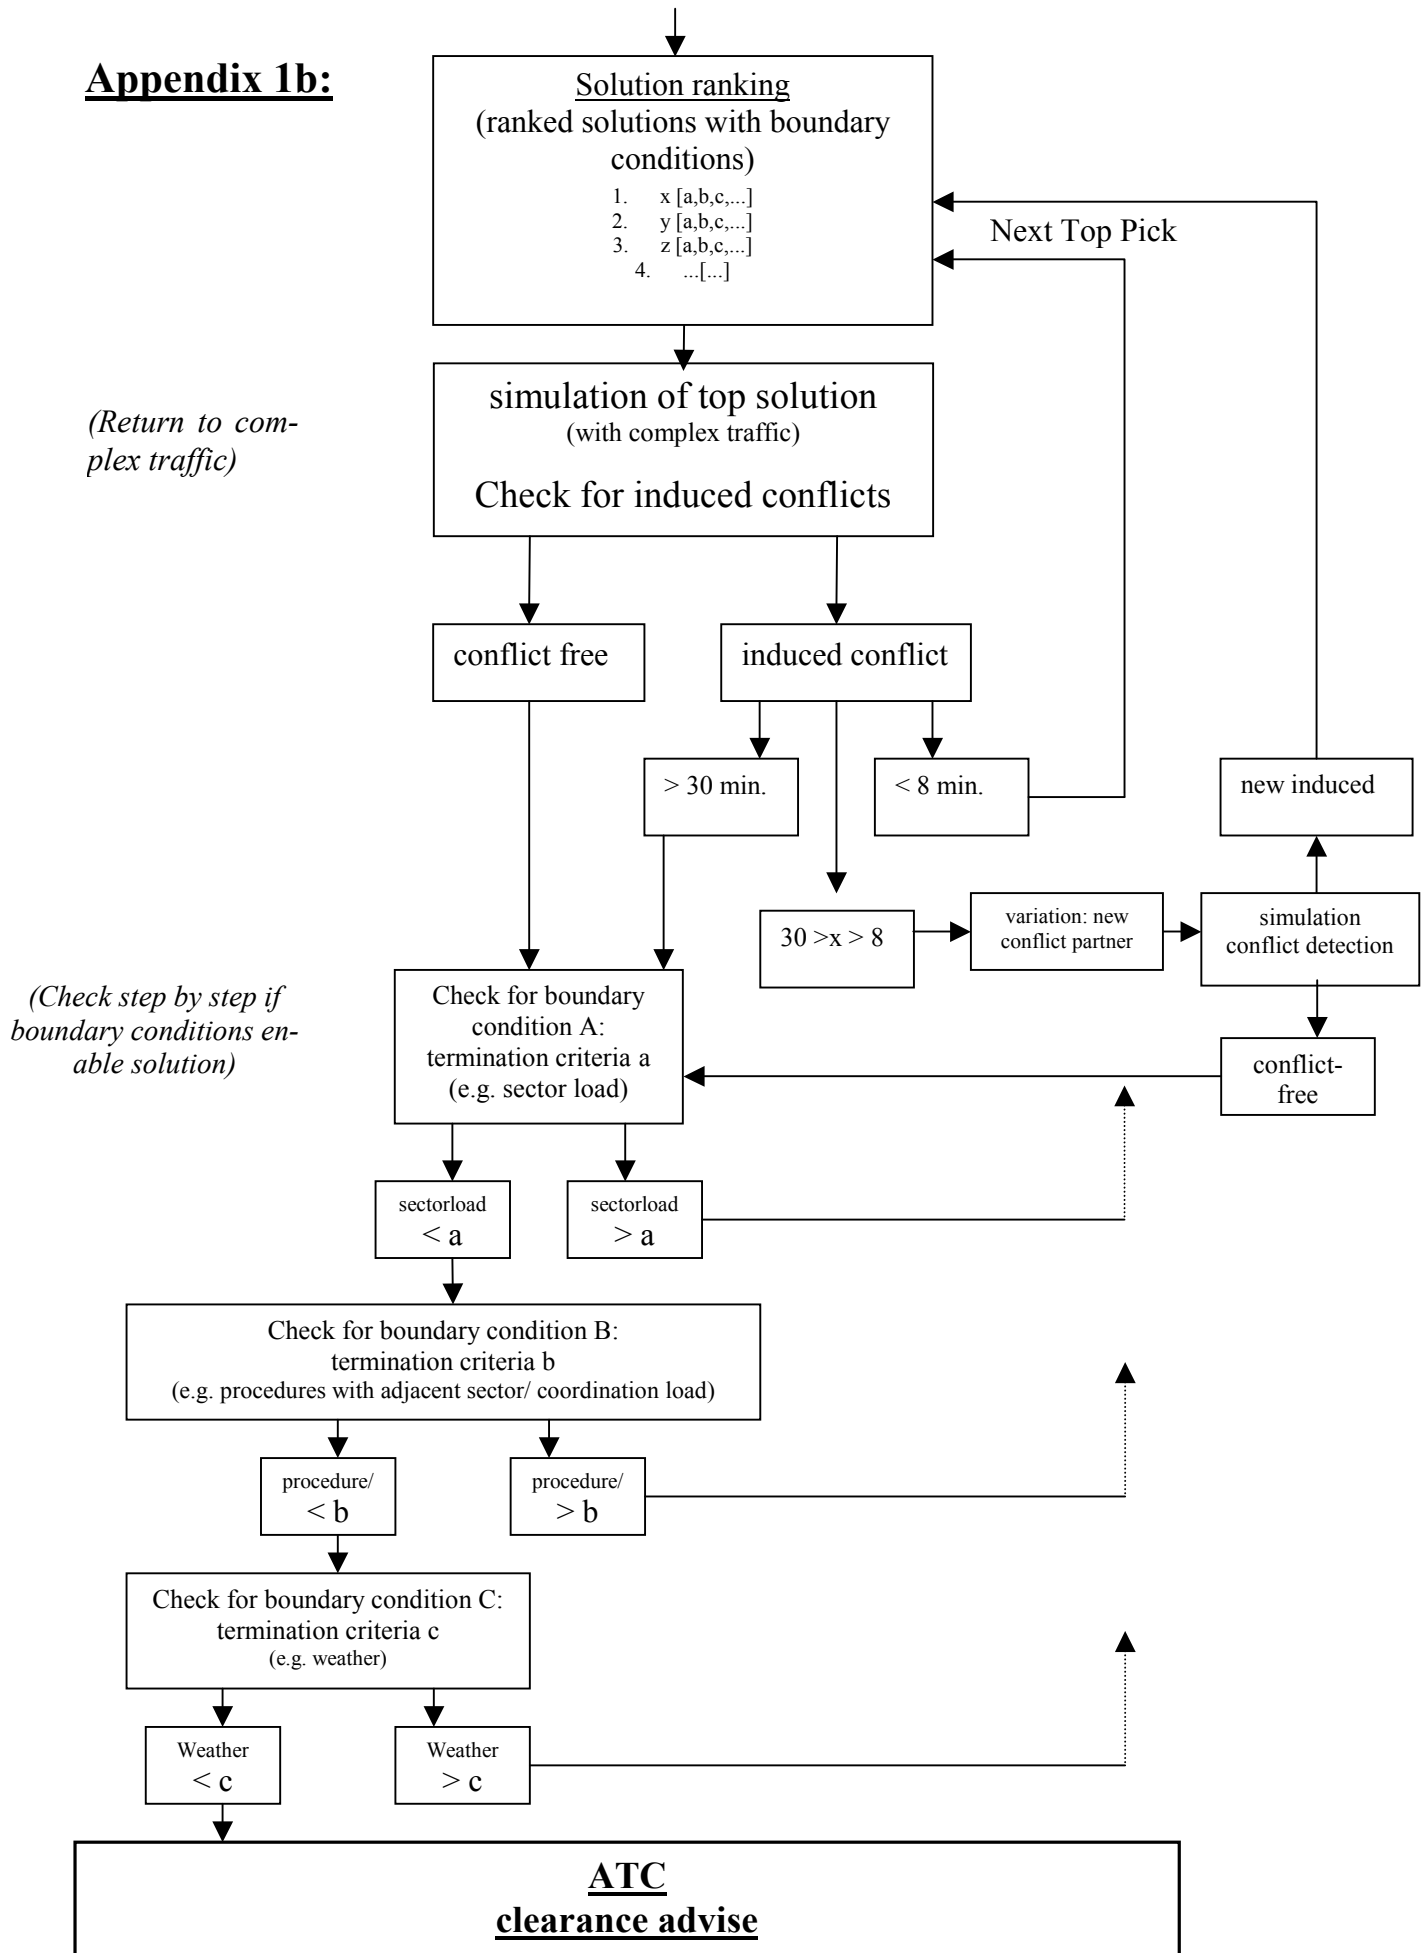 Appendix 1b:
Solution ranking
(ranked solutions with boundary
conditions)
1. x [a,b,c,...]
2. y [a,b,c,...]
3. z [a,b,c,...]
4. ...[...]
Next Top Pick
(Return to com-
plex traffic)
simulation of top solution
(with complex traffic)
Check for induced conflicts
conflict free
induced conflict
> 30 min.
< 8 min.
new induced
30 >x > 8
variation: new
conflict partner
simulation
conflict detection
(Check step by step if
boundary conditions en-
able solution)
Check for boundary
condition A:
termination criteria a
(e.g. sector load)
conflict-
free
sectorload
< a
sectorload
> a
Check for boundary condition B:
termination criteria b
(e.g. procedures with adjacent sector/ coordination load)
procedure/
< b
procedure/
> b
Check for boundary condition C:
termination criteria c
(e.g. weather)
Weather
< c
Weather
> c
ATC
clearance advise